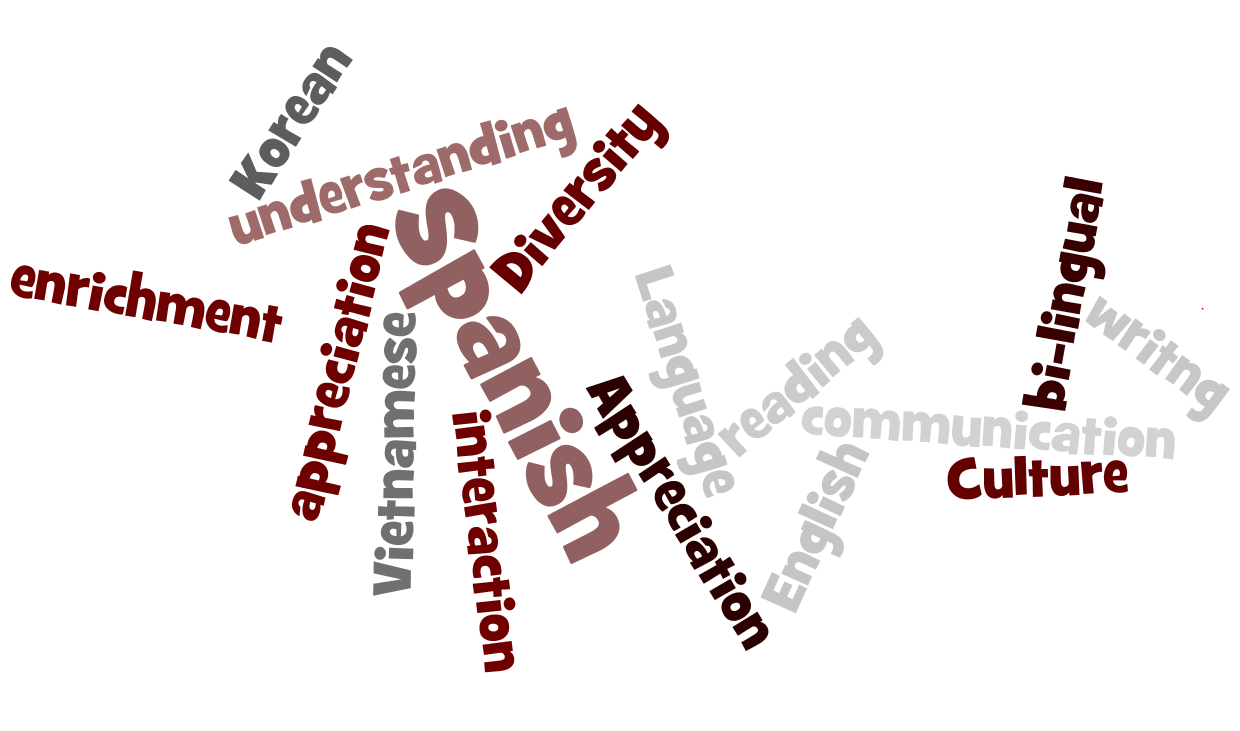 Korean
understanding
Diversity
enrichment
appreciation
Spanish
Vietnamese
interaction
Appreciation
Language
reading
communication
English
bi-lingual
writng
Culture